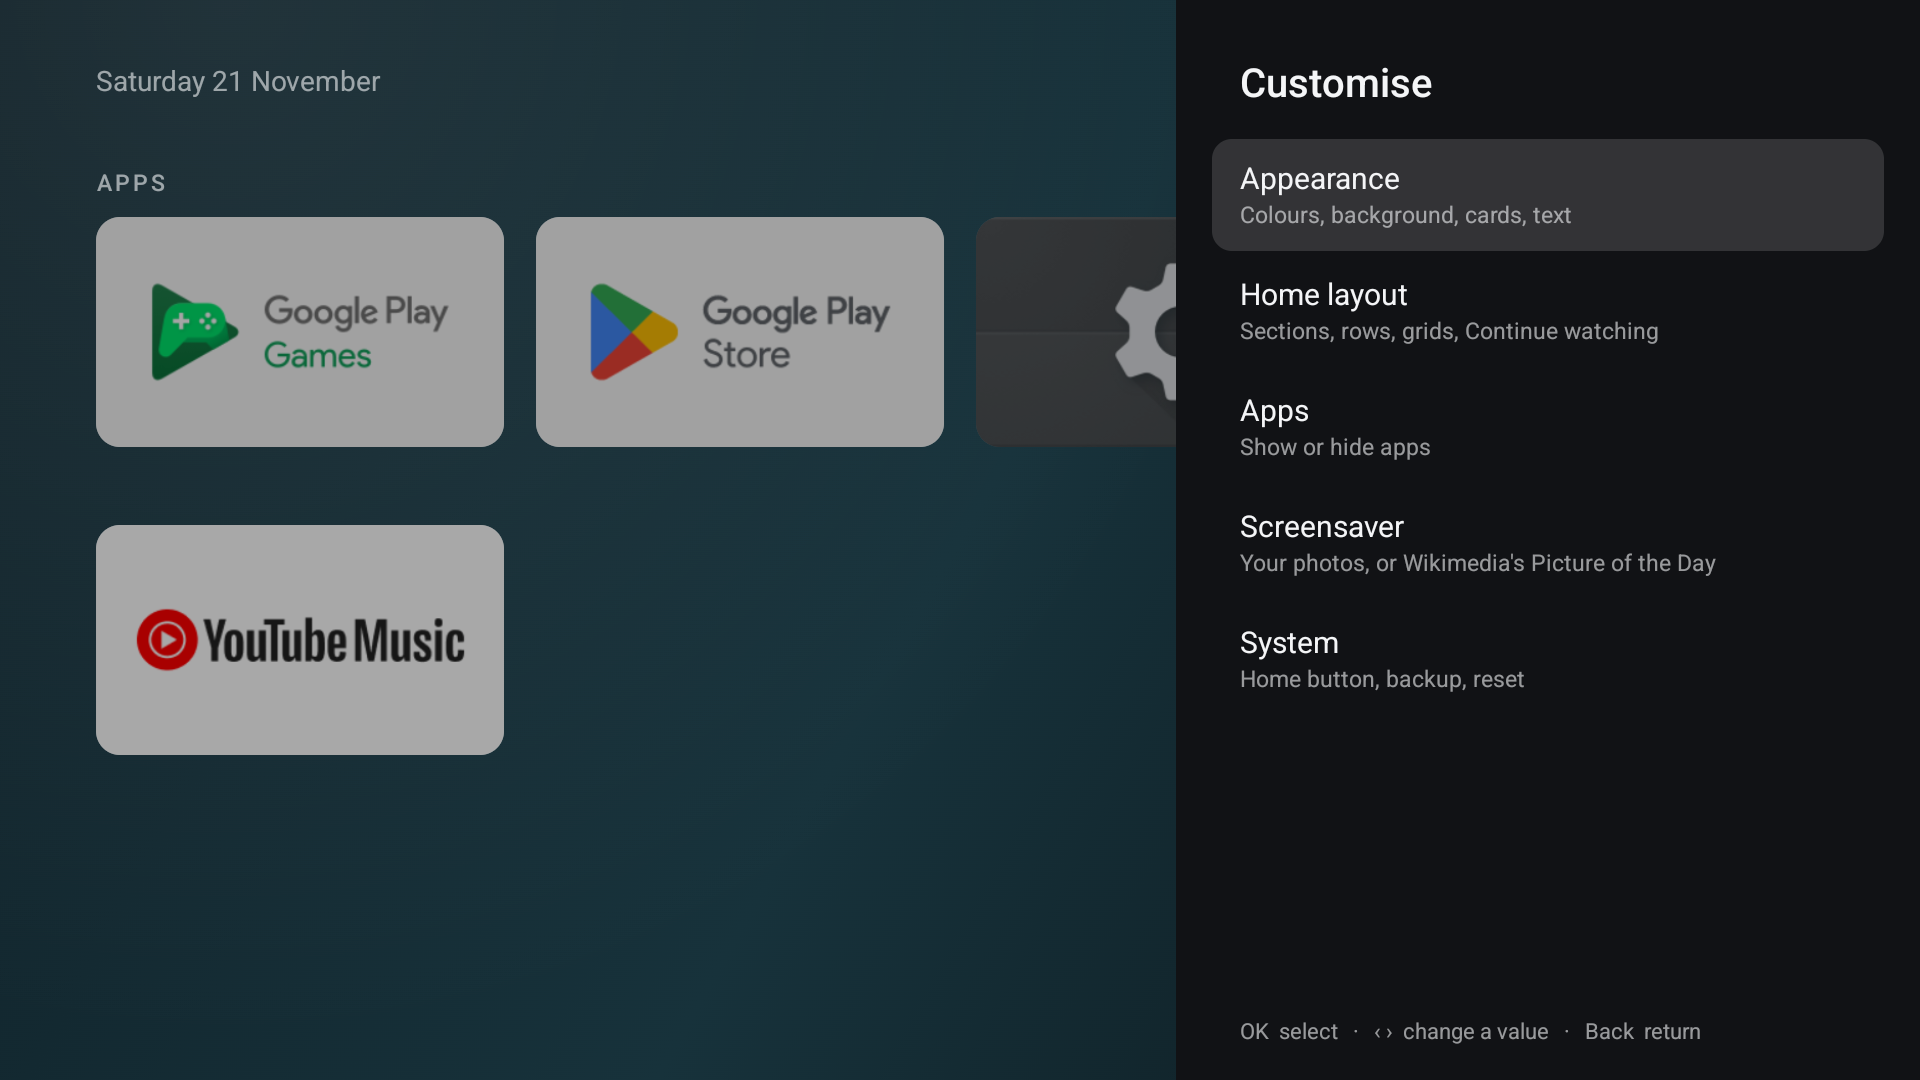 Saturday 21 November
APPS
Google Play
Games
Google Play
Store
YouTube Music
Customise
Appearance
Colours, background, cards, text
Home layout
Sections, rows, grids, Continue watching
Apps
Show or hide apps
Screensaver
Your photos, or Wikimedia's Picture of the Day
System
Home button, backup, reset
OK select · ‹ › change a value · Back return